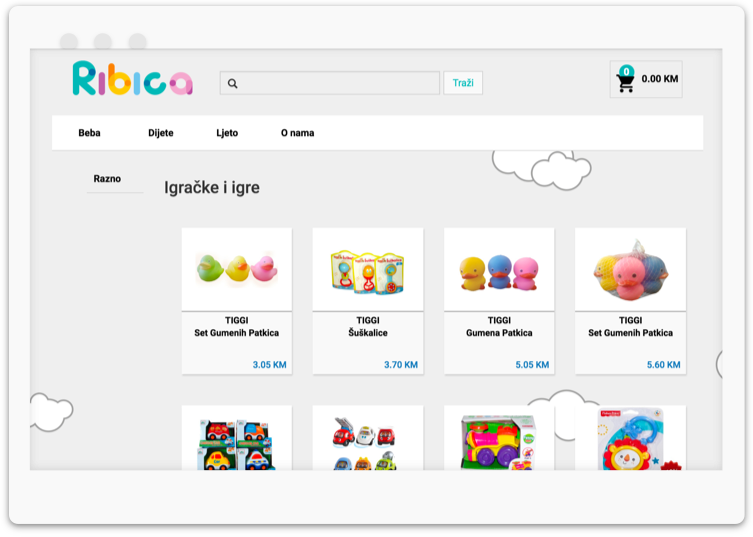 Ribica
Traži
0
0.00 KM
Beba
Dijete
Ljeto
O nama
Razno
Igračke i igre
TIGGI
Set Gumenih Patkica
3.05 KM
TIGGI
Šuškalice
3.70 KM
TIGGI
Gumena Patkica
5.05 KM
TIGGI
Set Gumenih Patkica
5.60 KM